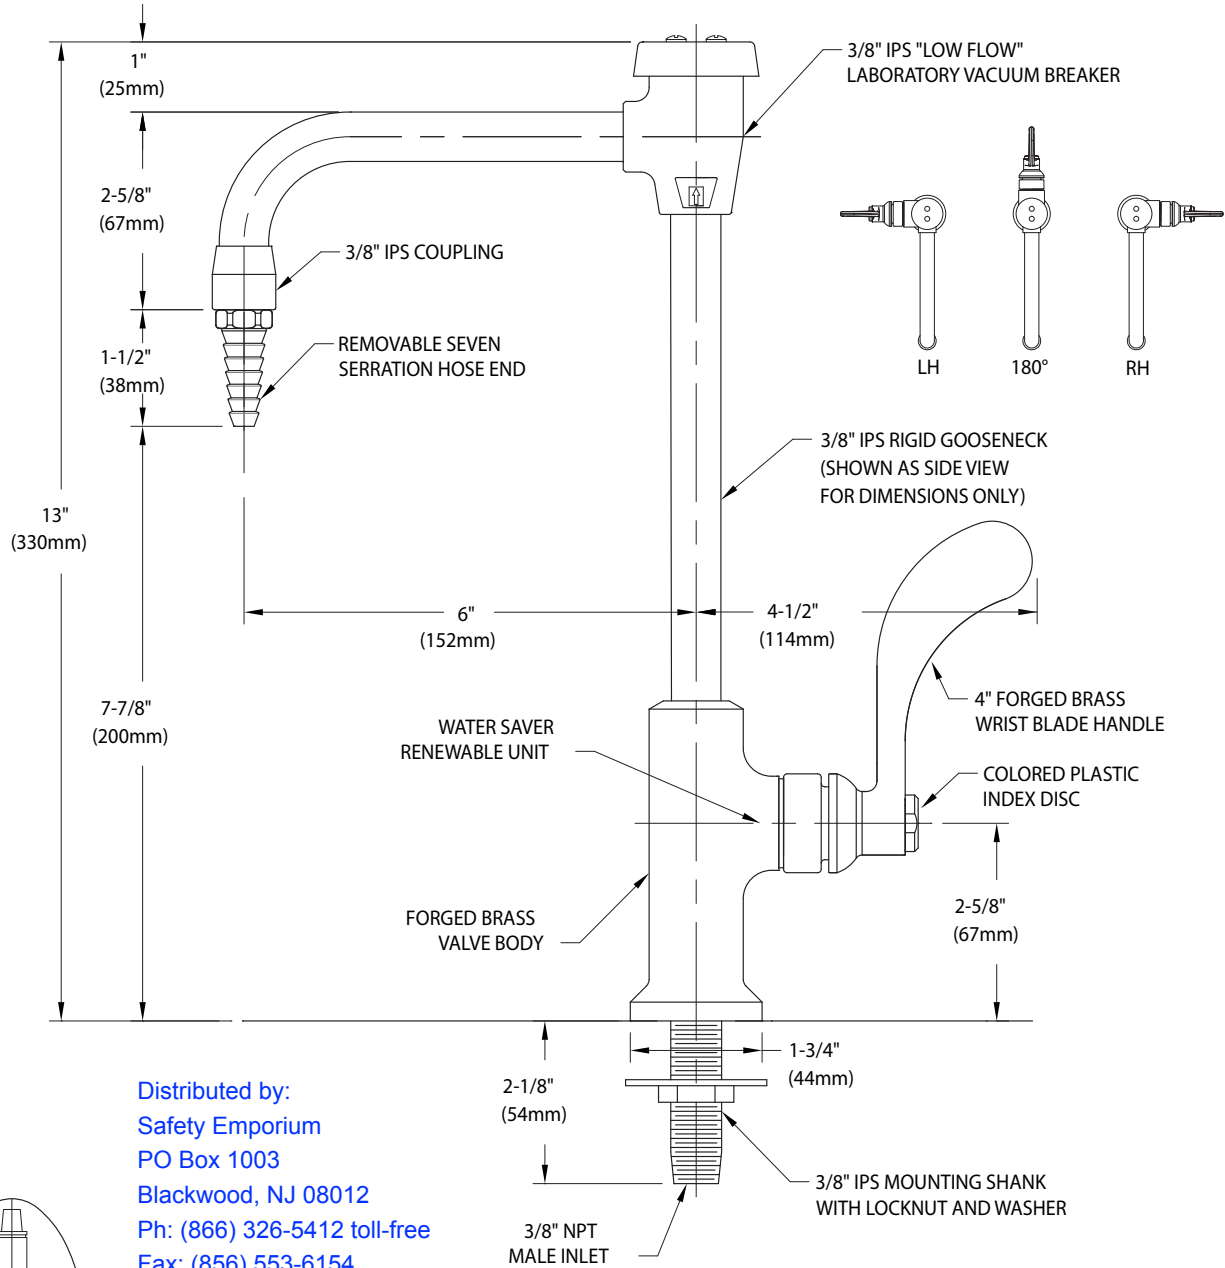 1"
(25mm)
3/8" IPS "LOW FLOW"
LABORATORY VACUUM BREAKER
2-5/8"
(67mm)
3/8" IPS COUPLING
1-1/2"
(38mm)
REMOVABLE SEVEN
SERRATION HOSE END
LH
180°
RH
3/8" IPS RIGID GOOSENECK
(SHOWN AS SIDE VIEW
FOR DIMENSIONS ONLY)
13"
(330mm)
6"
(152mm)
4-1/2"
(114mm)
7-7/8"
(200mm)
WATER SAVER
RENEWABLE UNIT
4" FORGED BRASS
WRIST BLADE HANDLE
COLORED PLASTIC
INDEX DISC
FORGED BRASS
VALVE BODY
2-5/8"
(67mm)
1-3/4"
(44mm)
2-1/8"
(54mm)
3/8" IPS MOUNTING SHANK
WITH LOCKNUT AND WASHER
3/8" NPT
MALE INLET
Distributed by:
Safety Emporium
PO Box 1003
Blackwood, NJ 08012
Ph: (866) 326-5412 toll-free
Fax: (856) 553-6154